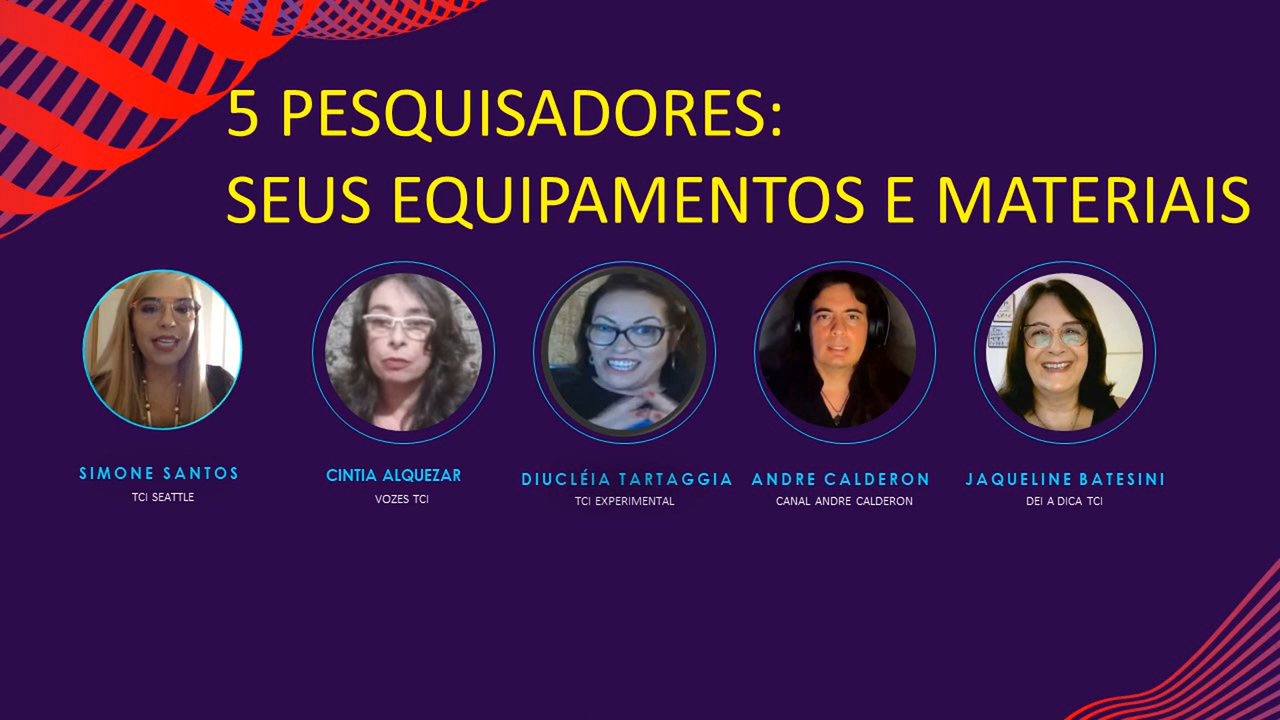 5 PESQUISADORES:
SEUS EQUIPAMENTOS E MATERIAIS
SIMONE SANTOS
TCI SEATTLE
CINTIA ALQUEZAR
VOZES TCI
DIUCLÉIA TARTAGGIA
TCI EXPERIMENTAL
ANDRE CALDERON
CANAL ANDRE CALDERON
JAQUELINE BATESINI
DEI A DICA TCI